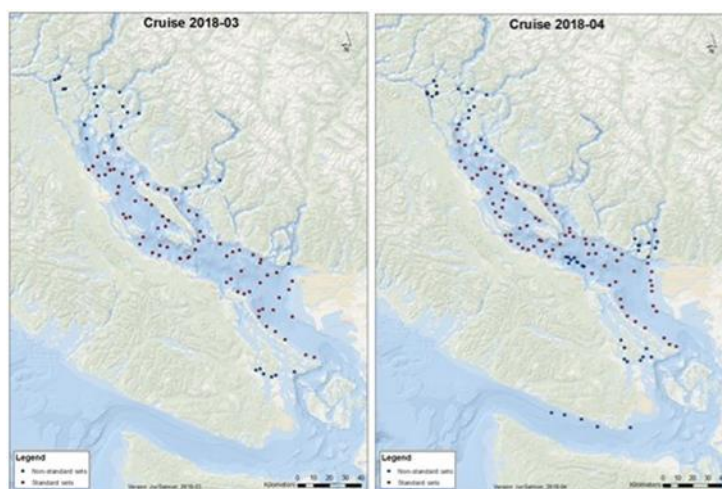 Cruise 2018-03
Legend
Non-standard sets
Standard sets
Kilometers
0 10 20 30 40
Cruise 2018-04
Legend
Non-standard sets
Standard sets
Kilometers